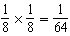 1/8 × 1/8 = 1/64